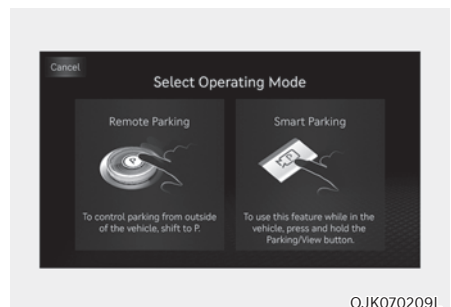 Cancel
Select Operating Mode
Remote Parking
P
To control parking from outside
of the vehicle, shift to P.
Smart Parking
P
To use this feature while in the
vehicle, press and hold the
Parking/View button.
OJK070209L